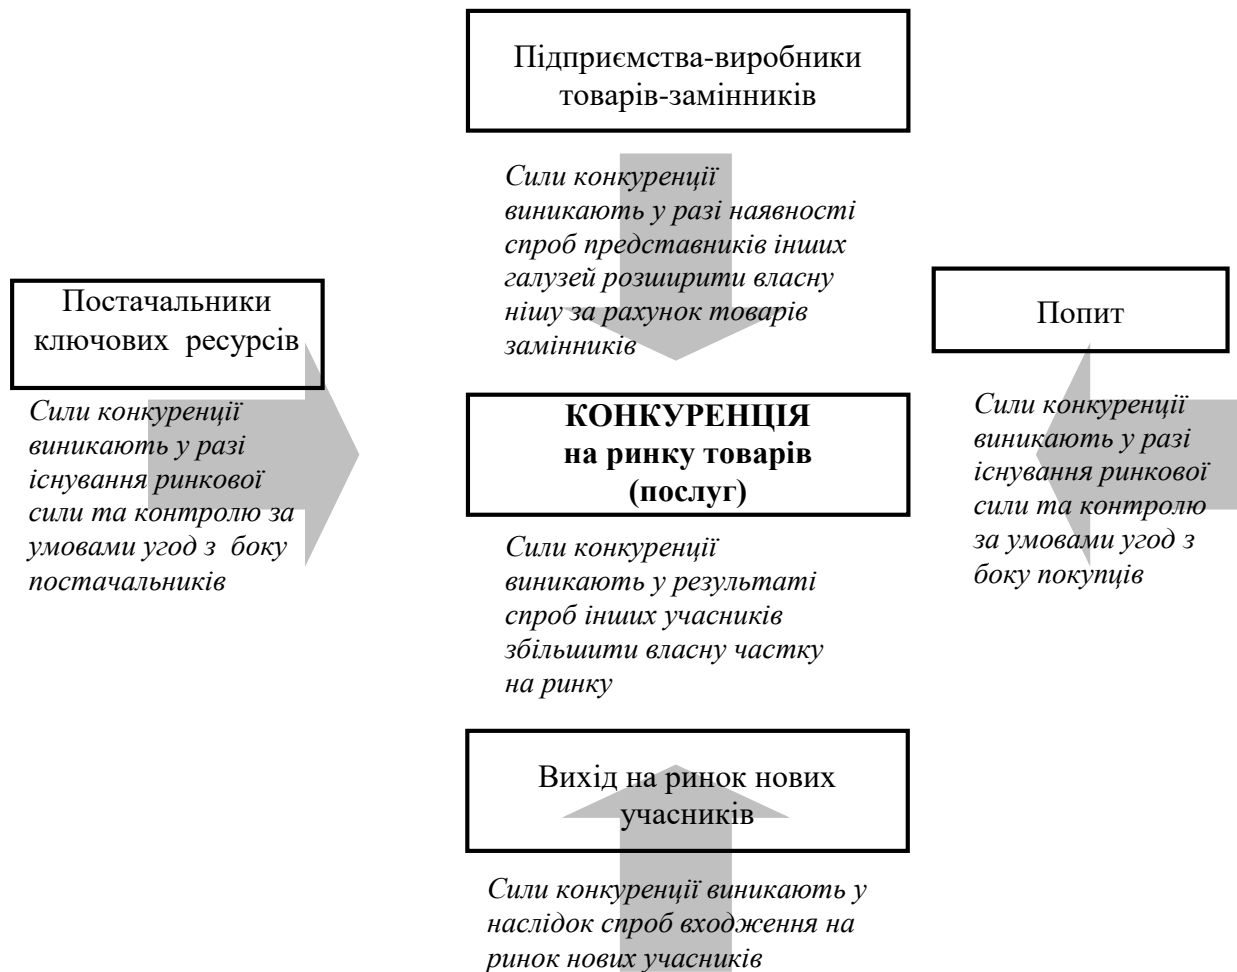 Підприємства-виробники
товарів-замінників
Сили конкуренції
виникають у разі наявності
спроб представників інших
галузей розширити власну
нішу за рахунок товарів
замінників
Постачальники
ключових ресурсів
Сили конкуренції
виникають у разі
існування ринкової
сили та контролю за
умовами угод з боку
постачальників
КОНКУРЕНЦІЯ
на ринку товарів
(послуг)
Сили конкуренції
виникають у результаті
спроб інших учасників
збільшити власну частку
на ринку
Попит
Сили конкуренції
виникають у разі
існування ринкової
сили та контролю
за умовами угод з
боку покупців
Вихід на ринок нових
учасників
Сили конкуренції виникають у
наслідок спроб входження на
ринок нових учасників